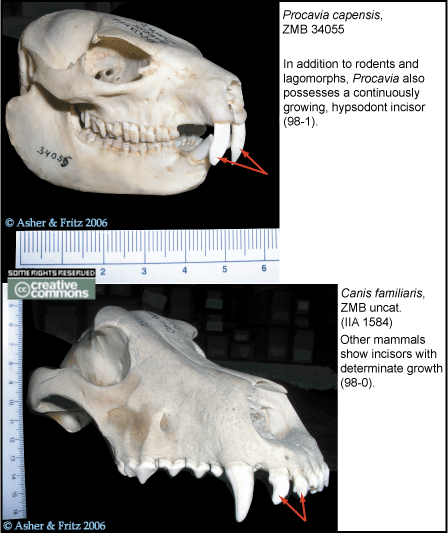 Procavia capensis,
ZMB 34055
In addition to rodents and
lagomorphs, Procavia also
possesses a continuously
growing, hypsodont incisor
(98-1).
34055
© Asher & Fritz 2006
2 3 4 5 6
SOME RIGHTS RESERVED
cc creative
commons
Canis familiaris,
ZMB uncat.
(IIA 1584)
Other mammals
show incisors with
determinate growth
(98-0).
© Asher & Fritz 2006